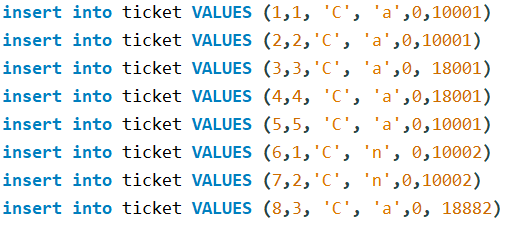 insert into ticket VALUES (1,1, 'C', 'a',0,10001)
insert into ticket VALUES (2,2,'C', 'a',0,10001)
insert into ticket VALUES (3,3,'C', 'a',0, 18001)
insert into ticket VALUES (4,4, 'C', 'a',0,18001)
insert into ticket VALUES (5,5, 'C', 'a',0,10001)
insert into ticket VALUES (6,1,'C', 'n', 0,10002)
insert into ticket VALUES (7,2,'C', 'n',0,10002)
insert into ticket VALUES (8,3, 'C', 'a',0, 18882)